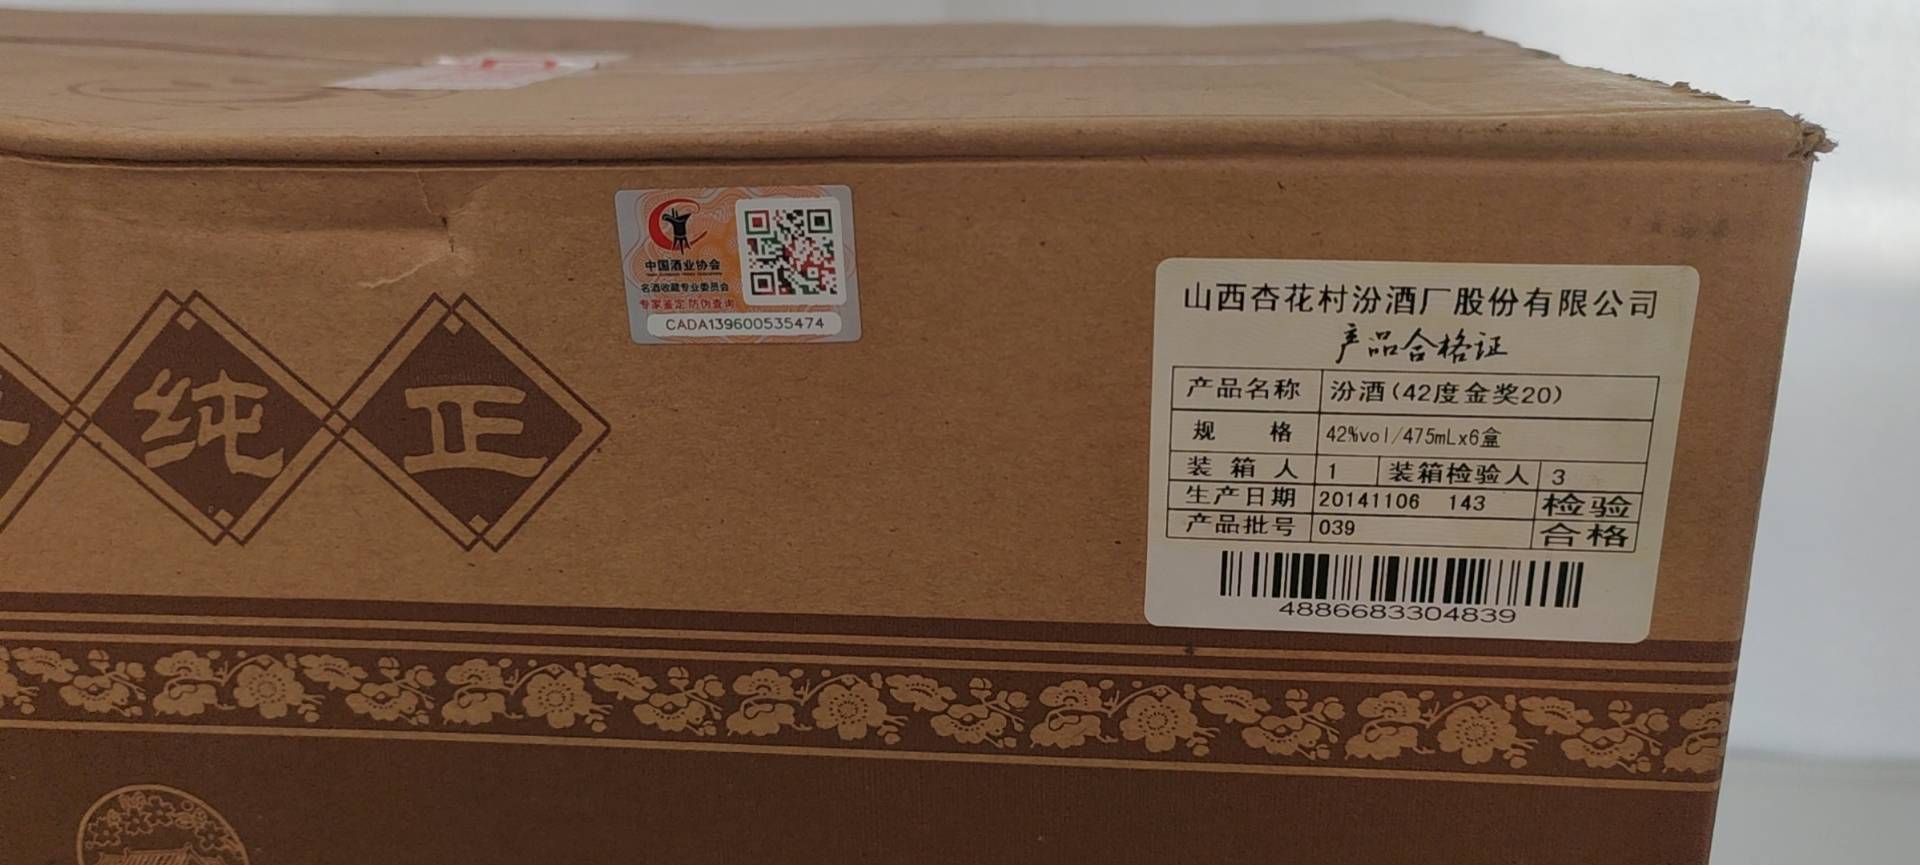 中国酒业协会
名酒收藏专业委员会
专家鉴定防伪查询
CADA139600535474
纯 正
山西杏花村汾酒厂股份有限公司
产品合格证
产品名称 汾酒(42度金奖20)
规 格 42%vol/475mLx6盒
装箱人 1 装箱检验人 3
生产日期 20141106 143 检验
产品批号 039 合格
4886683304839